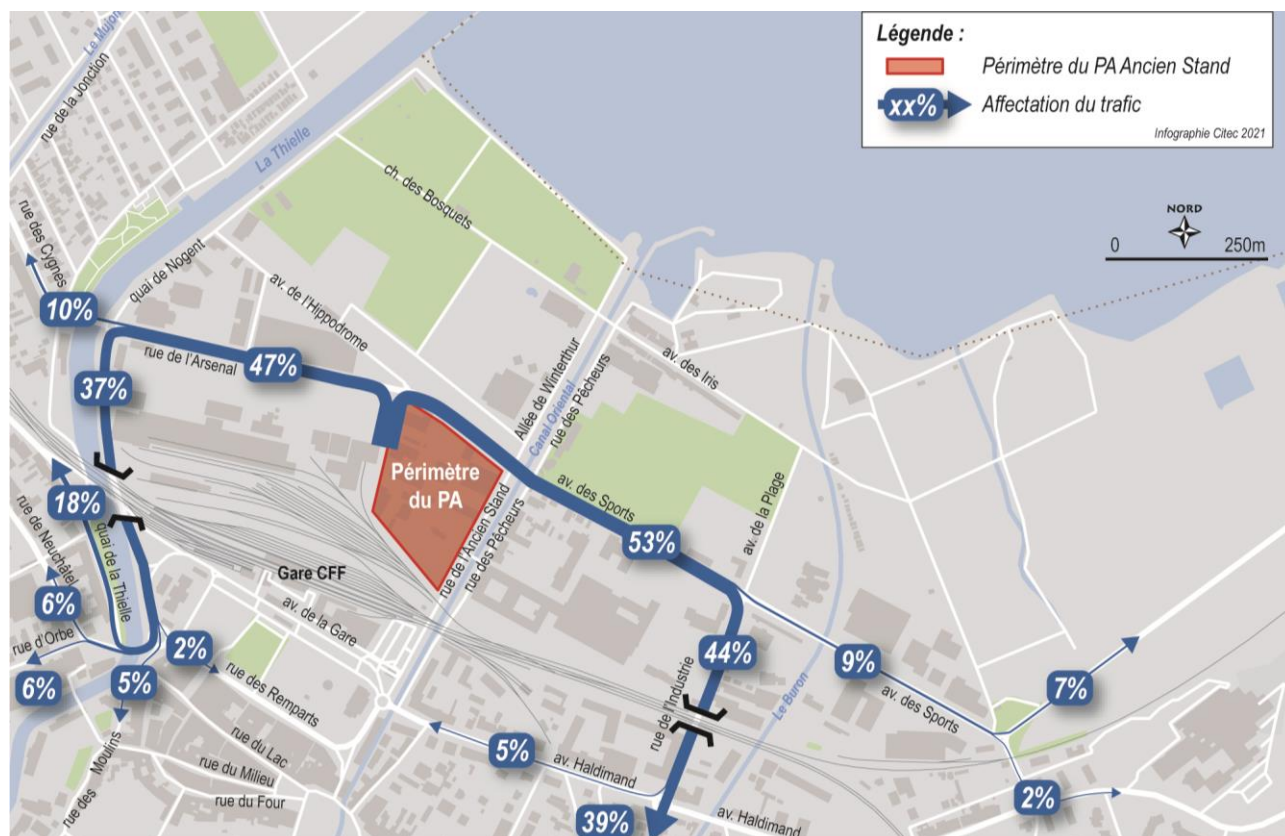 Légende :
Périmètre du PA Ancien Stand
xx%
Affectation du trafic
Infographie Citec 2021
NORD
0
250m
Le Mujon
rue de la Jonction
La Thielle
ch. des Bosquets
rue des Cygnes
quai de Nogent
av. de l'Hippodrome
10%
rue de l'Arsenal
47%
37%
Allée de Winterthur
Canal Oriental
rue des Pêcheurs
av. des Iris
Périmètre
du PA
av. des Sports
av. de la Plage
53%
18%
rue de Neuchâtel
quai de la Thielle
Gare CFF
rue de l'Ancien Stand
rue des Pêcheurs
av. de la Gare
6%
rue d'Orbe
2%
6%
5%
rue des Remparts
44%
rue de l'Industrie
Le Buron
9%
av. des Sports
7%
rue des Moulins
rue du Lac
rue du Milieu
rue du Four
5%
av. Haldimand
39%
av. Haldimand
2%